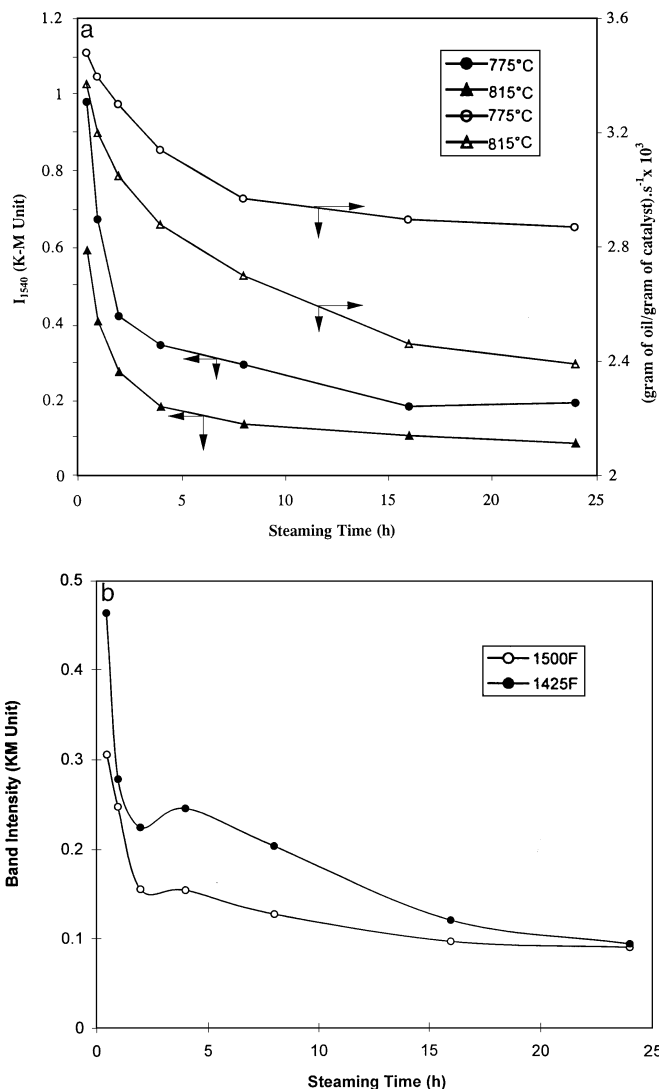 a
1.2
1
0.8
0.6
0.4
0.2
0
I1540 (K-M Unit)
3.6
3.2
2.8
2.4
2
(gram of oil/gram of catalyst).s-1 x 103
775°C
815°C
775°C
815°C
0 5 10 15 20 25
Steaming Time (h)
b
0.5
0.4
0.3
0.2
0.1
0
Band Intensity (KM Unit)
1500F
1425F
0 5 10 15 20 25
Steaming Time (h)